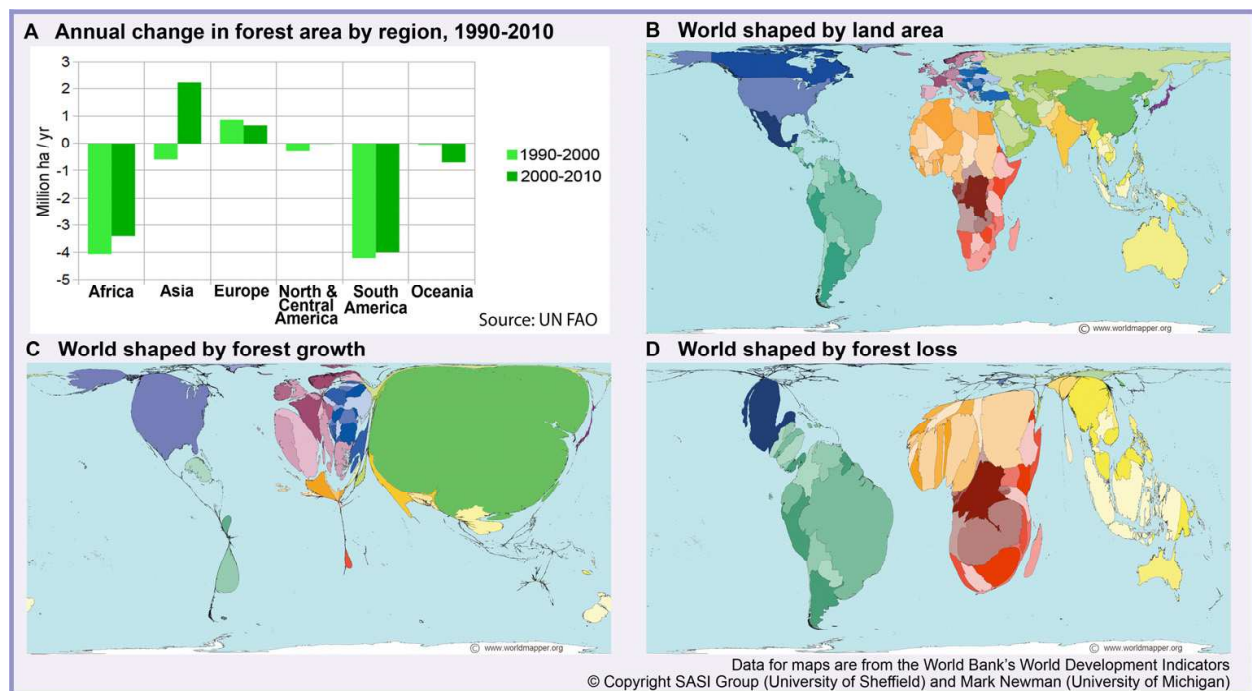 A Annual change in forest area by region, 1990-2010
3
2
1
0
-1
-2
-3
-4
-5
Million ha / yr
Africa
Asia
Europe
North &
Central
America
South
America
Oceania
1990-2000
2000-2010
Source: UN FAO
B World shaped by land area
© www.worldmapper.org
C World shaped by forest growth
© www.worldmapper.org
D World shaped by forest loss
© www.worldmapper.org
Data for maps are from the World Bank's World Development Indicators
© Copyright SASI Group (University of Sheffield) and Mark Newman (University of Michigan)